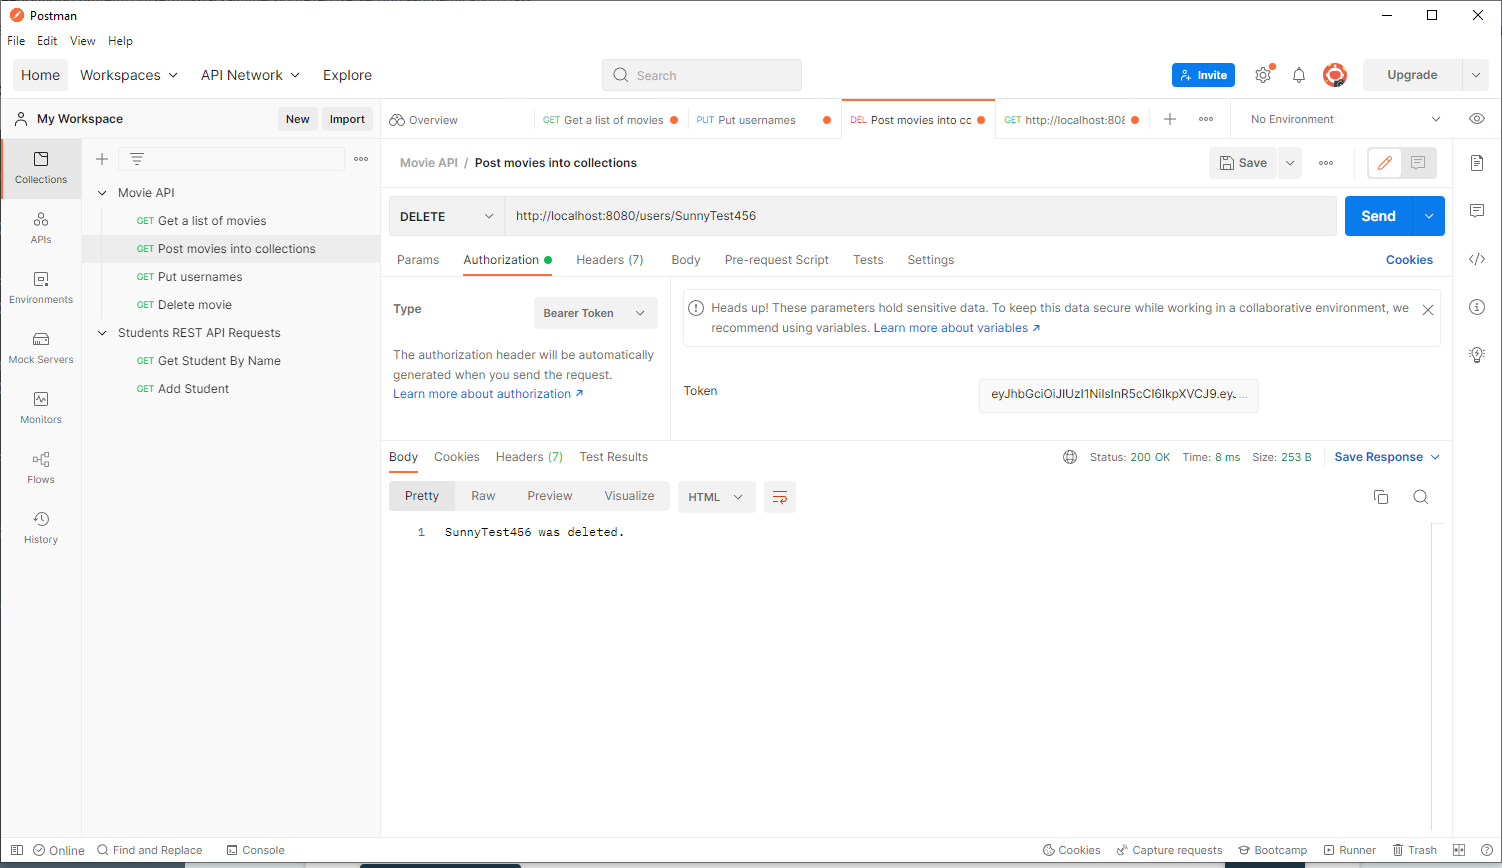 Postman
File Edit View Help
Home Workspaces API Network Explore Search Invite Upgrade
My Workspace New Import Overview GET Get a list of movies PUT Put usernames DEL Post movies into cc GET http://localhost:808 No Environment
Movie API / Post movies into collections Save
Collections
APIs
Environments
Mock Servers
Monitors
Flows
History
Movie API
GET Get a list of movies
GET Post movies into collections
GET Put usernames
GET Delete movie
Students REST API Requests
GET Get Student By Name
GET Add Student
DELETE http://localhost:8080/users/SunnyTest456 Send
Params Authorization Headers (7) Body Pre-request Script Tests Settings Cookies
Type Bearer Token
The authorization header will be automatically
generated when you send the request.
Learn more about authorization ↗
Heads up! These parameters hold sensitive data. To keep this data secure while working in a collaborative environment, we
recommend using variables. Learn more about variables ↗
Token eyJhbGciOiJIUzI1NiIsInR5cCI6IkpXVCJ9.eyJ...
Body Cookies Headers (7) Test Results Status: 200 OK Time: 8 ms Size: 253 B Save Response
Pretty Raw Preview Visualize HTML
1 SunnyTest456 was deleted.
Online Find and Replace Console Cookies Capture requests Bootcamp Runner Trash